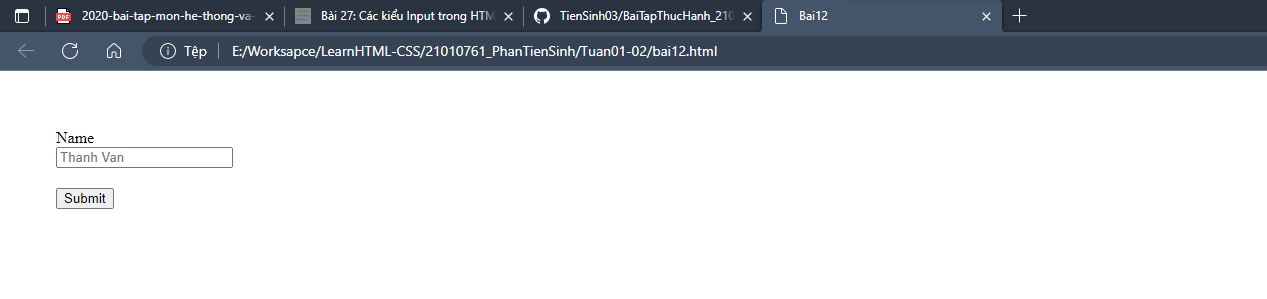 2020-bai-tap-mon-he-thong-va-
Bài 27: Các kiểu Input trong HTM
TienSinh03/BaiTapThucHanh_210
Bai12
Tệp
E:/Worksapce/LearnHTML-CSS/21010761_PhanTienSinh/Tuan01-02/bai12.html
Name
Thanh Van
Submit